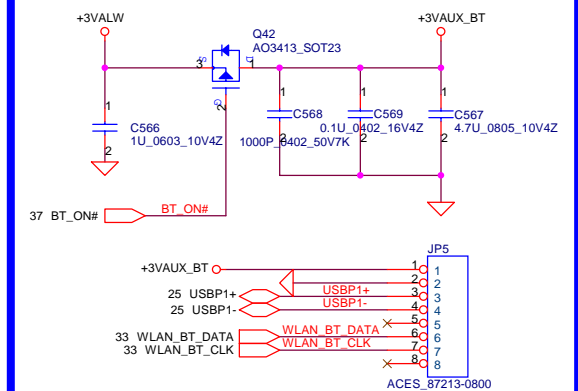 +3VALW
+3VAUX_BT
Q42
AO3413_SOT23
S
D
3
1
G
2
1
C566
1U_0603_10V4Z
2
1
C568
1000P_0402_50V7K
2
1
C569
0.1U_0402_16V4Z
2
1
C567
4.7U_0805_10V4Z
2
37 BT_ON#
BT_ON#
JP5
+3VAUX_BT
1 1
2 2
25 USBP1+ USBP1+ 3 3
25 USBP1- USBP1- 4 4
5 5
33 WLAN_BT_DATA WLAN_BT_DATA 6 6
33 WLAN_BT_CLK WLAN_BT_CLK 7 7
8 8
ACES_87213-0800